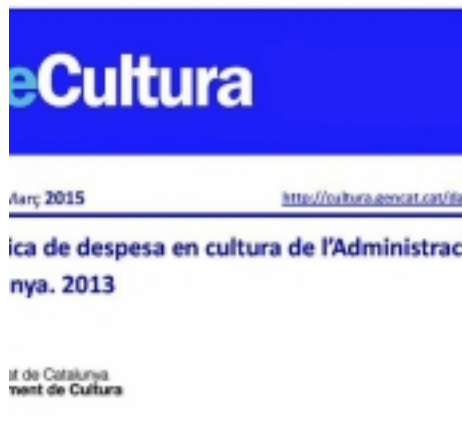 eCultura
Març 2015 http://cultura.gencat.cat/da
ica de despesa en cultura de l'Administrac
nya. 2013
at de Catalunya
ment de Cultura